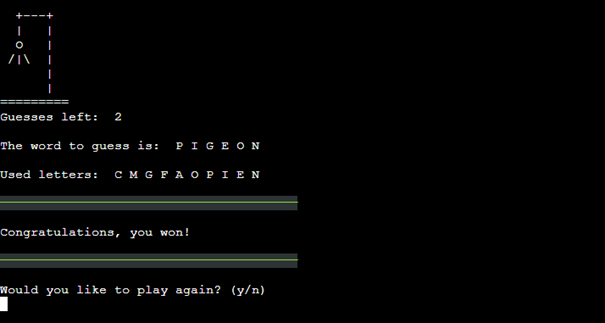 +---+
|   |
O   |
/|\  |
    |
    |
=========
Guesses left:  2
The word to guess is:  P I G E O N
Used letters:  C M G F A O P I E N
Congratulations, you won!
Would you like to play again? (y/n)